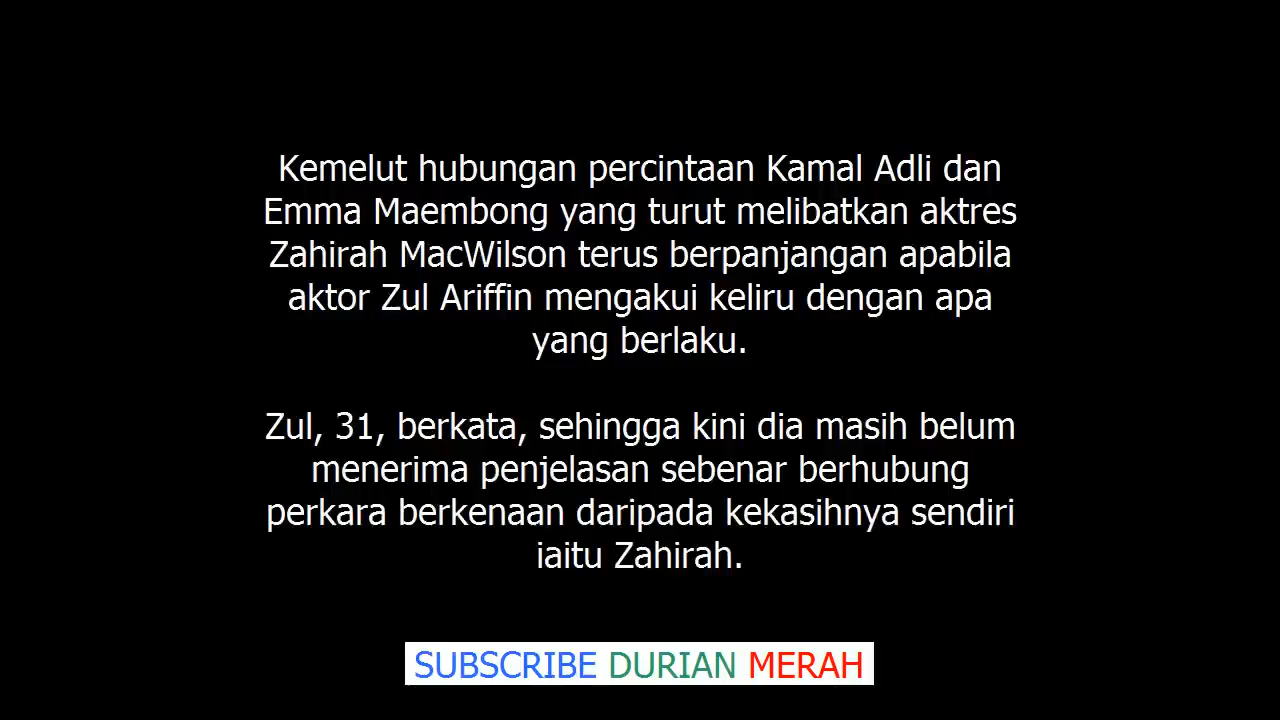 Kemelut hubungan percintaan Kamal Adli dan
Emma Maembong yang turut melibatkan aktres
Zahirah MacWilson terus berpanjangan apabila
aktor Zul Ariffin mengakui keliru dengan apa
yang berlaku.
Zul, 31, berkata, sehingga kini dia masih belum
menerima penjelasan sebenar berhubung
perkara berkenaan daripada kekasihnya sendiri
iaitu Zahirah.
SUBSCRIBE DURIAN MERAH